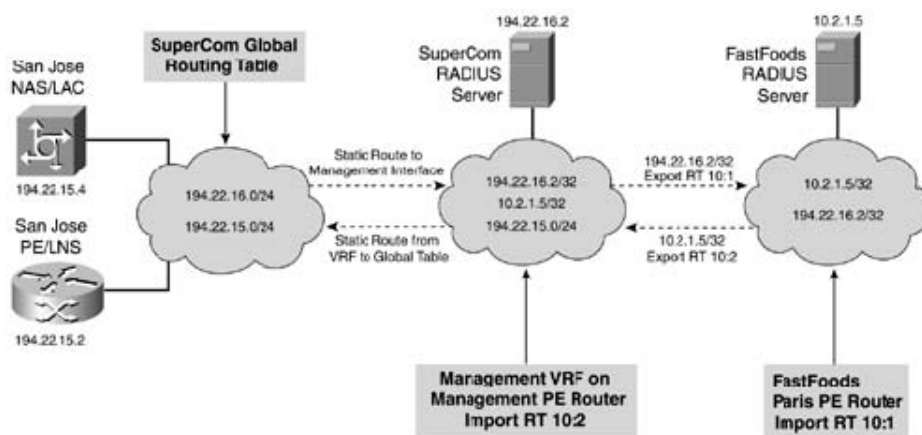 SuperCom Global
Routing Table
San Jose
NAS/LAC
194.22.15.4
San Jose
PE/LNS
194.22.15.2
194.22.16.0/24
194.22.15.0/24
Static Route to
Management Interface
Static Route from
VRF to Global Table
194.22.16.2
SuperCom
RADIUS
Server
194.22.16.2/32
10.2.1.5/32
194.22.15.0/24
194.22.16.2/32
Export RT 10:1
10.2.1.5/32
Export RT 10:2
10.2.1.5
FastFoods
RADIUS
Server
10.2.1.5/32
194.22.16.2/32
Management VRF on
Management PE Router
Import RT 10:2
FastFoods
Paris PE Router
Import RT 10:1